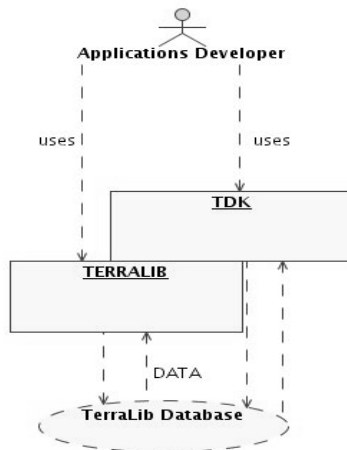 Applications Developer
uses
uses
TDK
TERRALIB
DATA
TerraLib Database